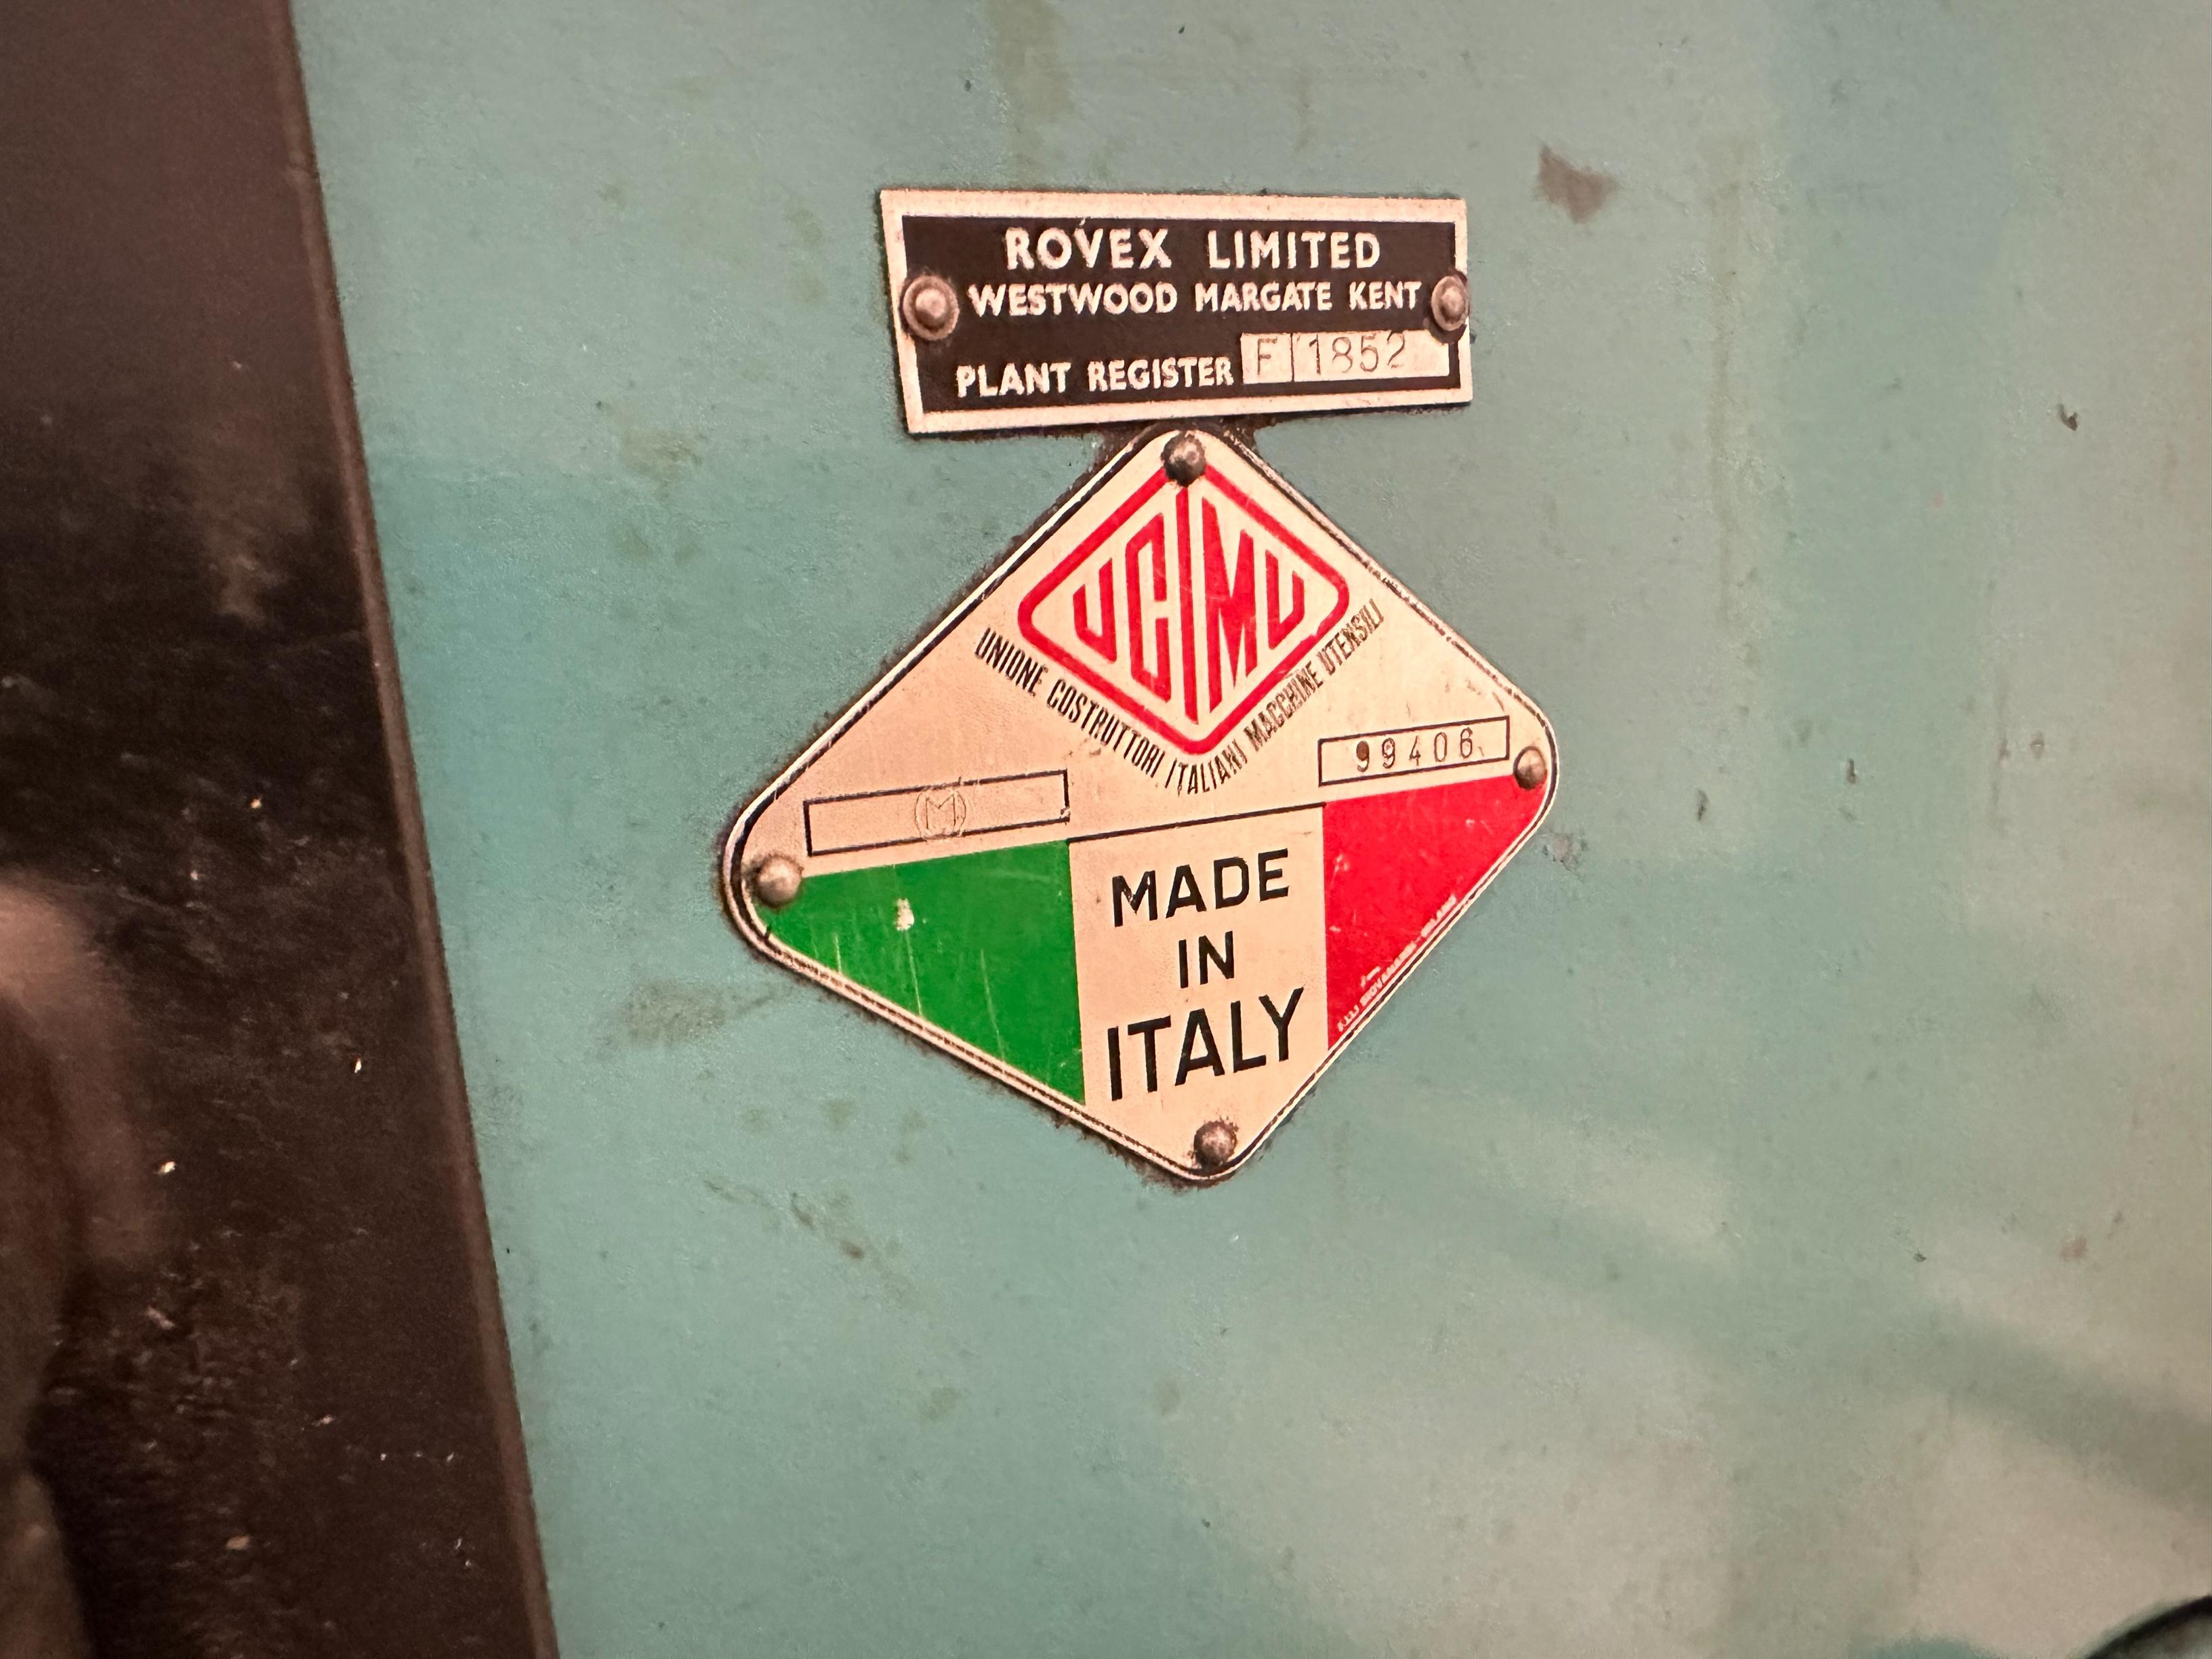 ROVEX LIMITED
WESTWOOD MARGATE KENT
PLANT REGISTER F 1852
UCIMU
UNIONE COSTRUTTORI ITALIANI MACCHINE UTENSILI
99406
M
MADE
IN
ITALY